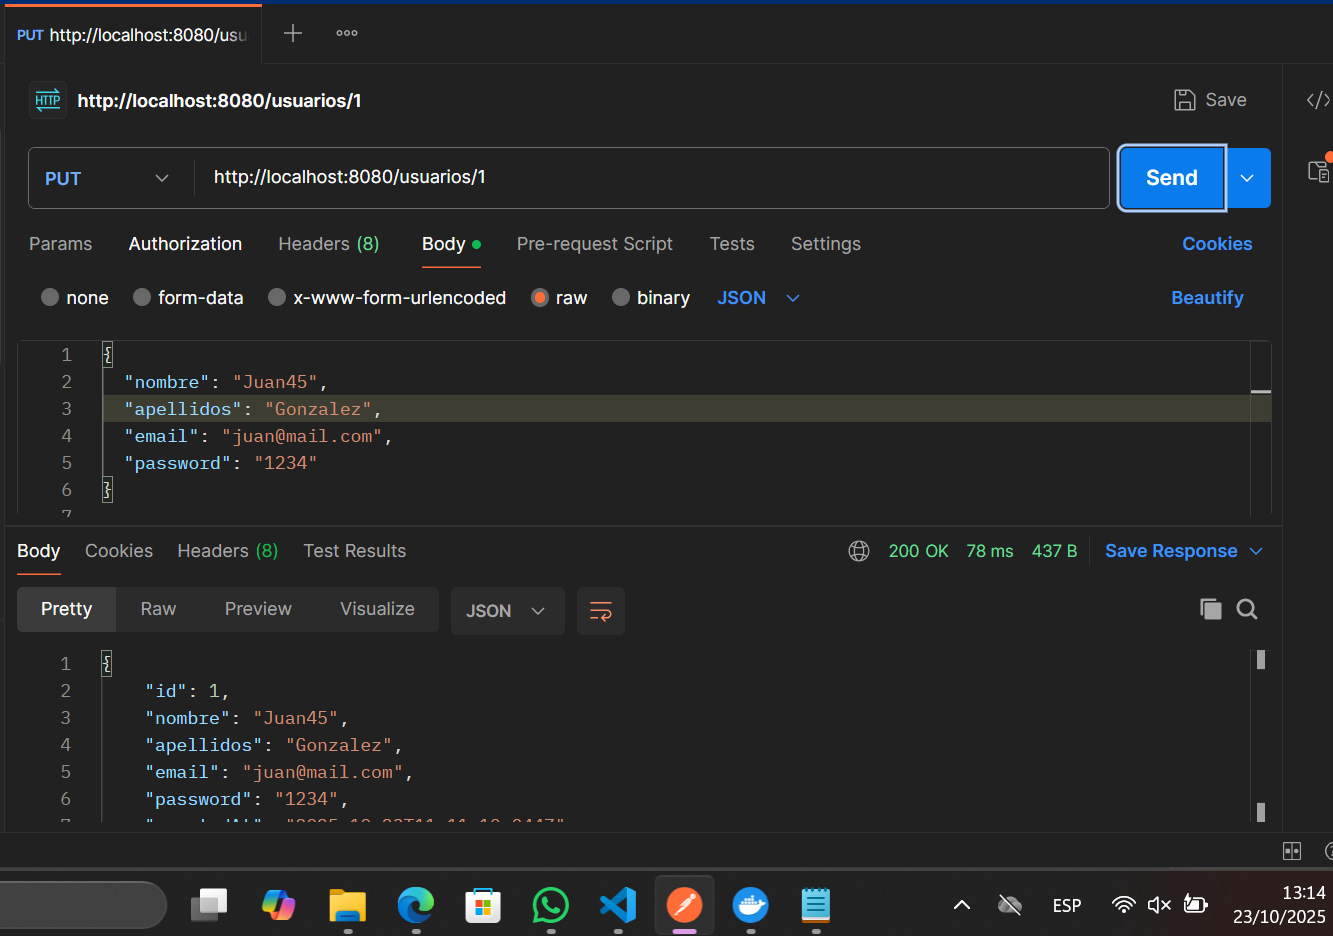 PUT http://localhost:8080/usu
HTTP http://localhost:8080/usuarios/1 Save
PUT http://localhost:8080/usuarios/1 Send
Params Authorization Headers (8) Body Pre-request Script Tests Settings Cookies
none form-data x-www-form-urlencoded raw binary JSON Beautify
1 {
2 "nombre": "Juan45",
3 "apellidos": "Gonzalez",
4 "email": "juan@mail.com",
5 "password": "1234"
6 }
7
Body Cookies Headers (8) Test Results 200 OK 78 ms 437 B Save Response
Pretty Raw Preview Visualize JSON
1 {
2 "id": 1,
3 "nombre": "Juan45",
4 "apellidos": "Gonzalez",
5 "email": "juan@mail.com",
6 "password": "1234",
7
ESP 13:14
23/10/2025